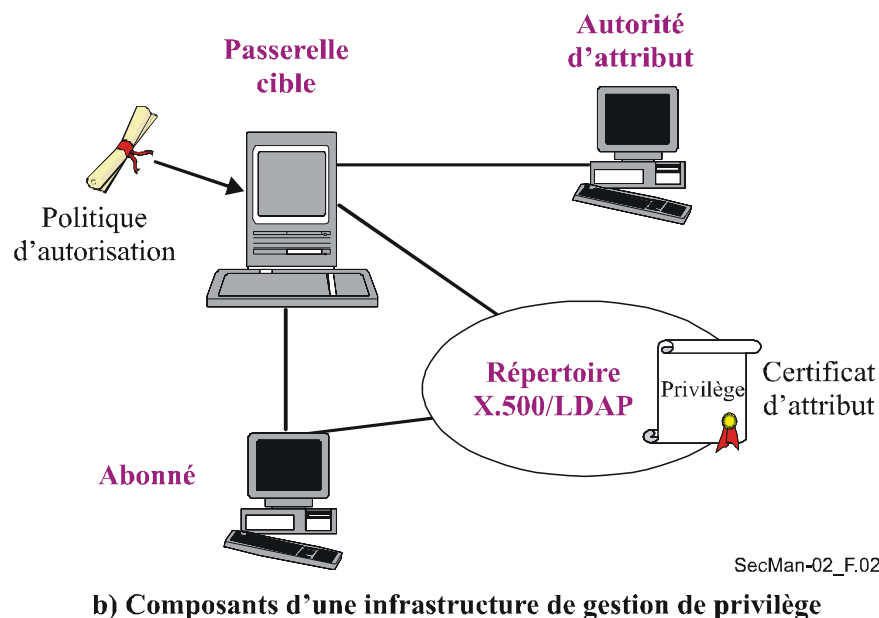 Passerelle
cible
Autorité
d'attribut
Politique
d'autorisation
Répertoire
X.500/LDAP
Privilège
Certificat
d'attribut
Abonné
SecMan-02_F.02
b) Composants d'une infrastructure de gestion de privilège